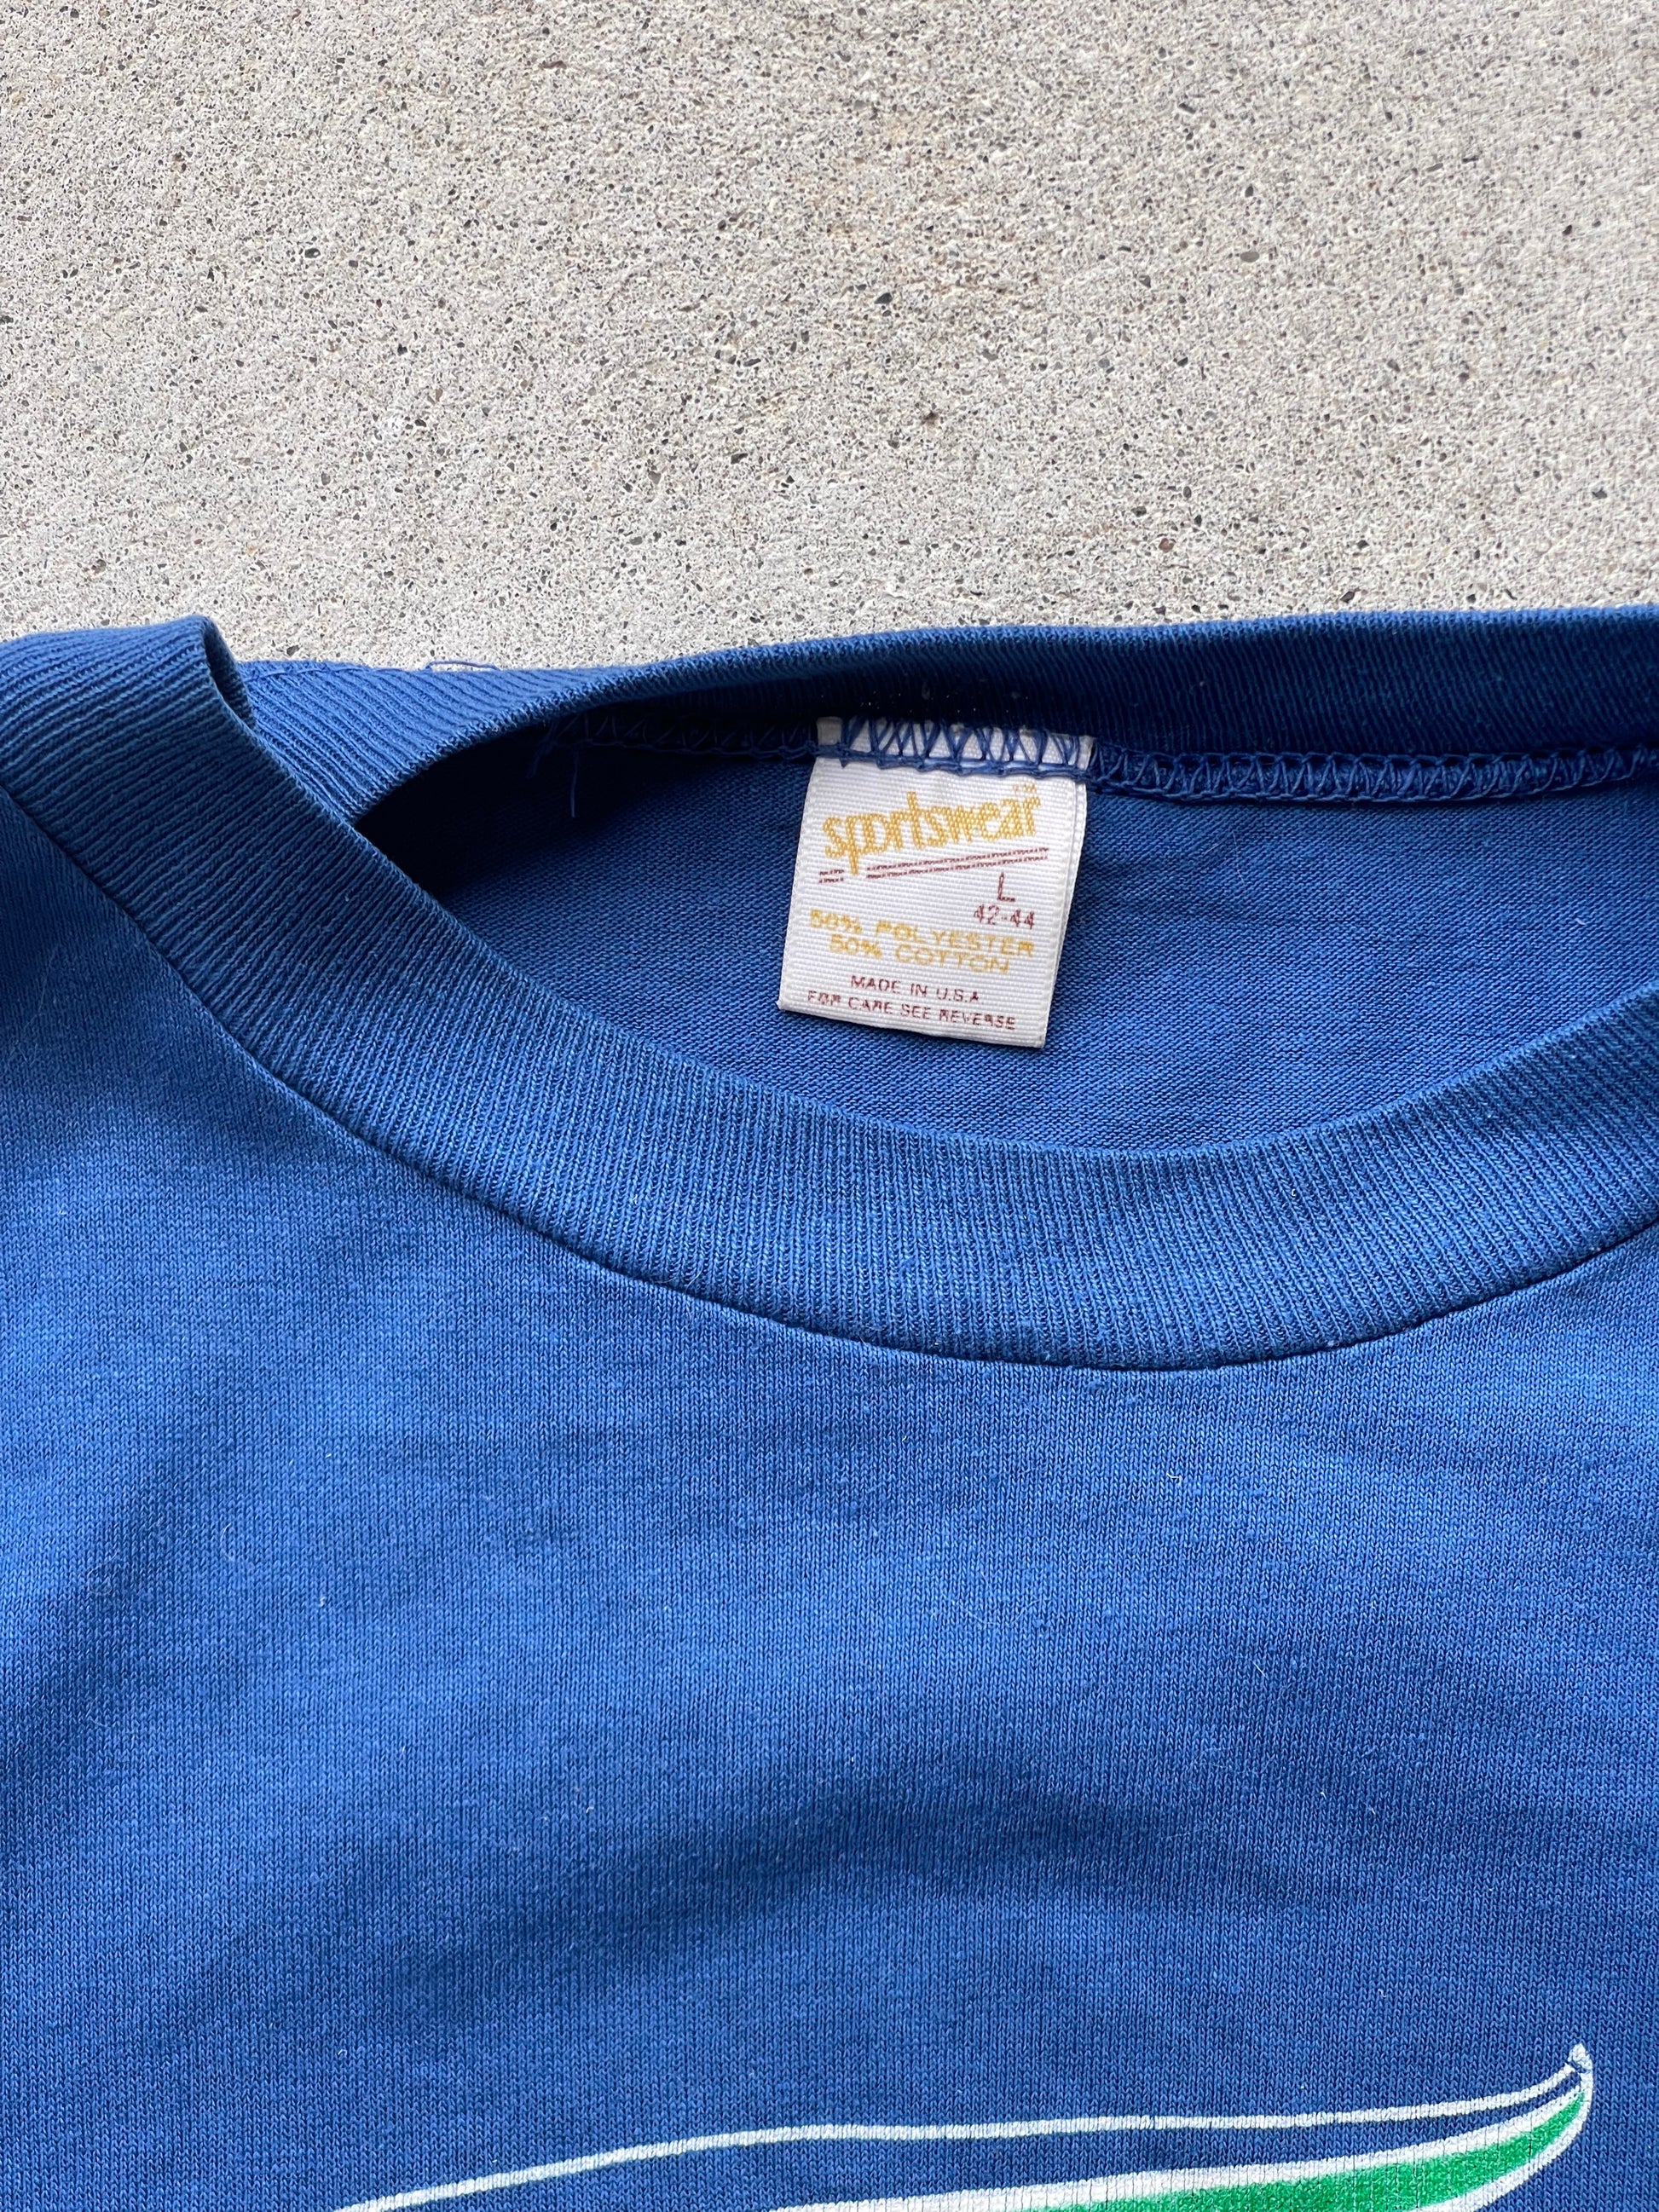 sportswear
L
42-44
50% POLYESTER
50% COTTON
MADE IN U.S.A
FOR CARE SEE REVERSE